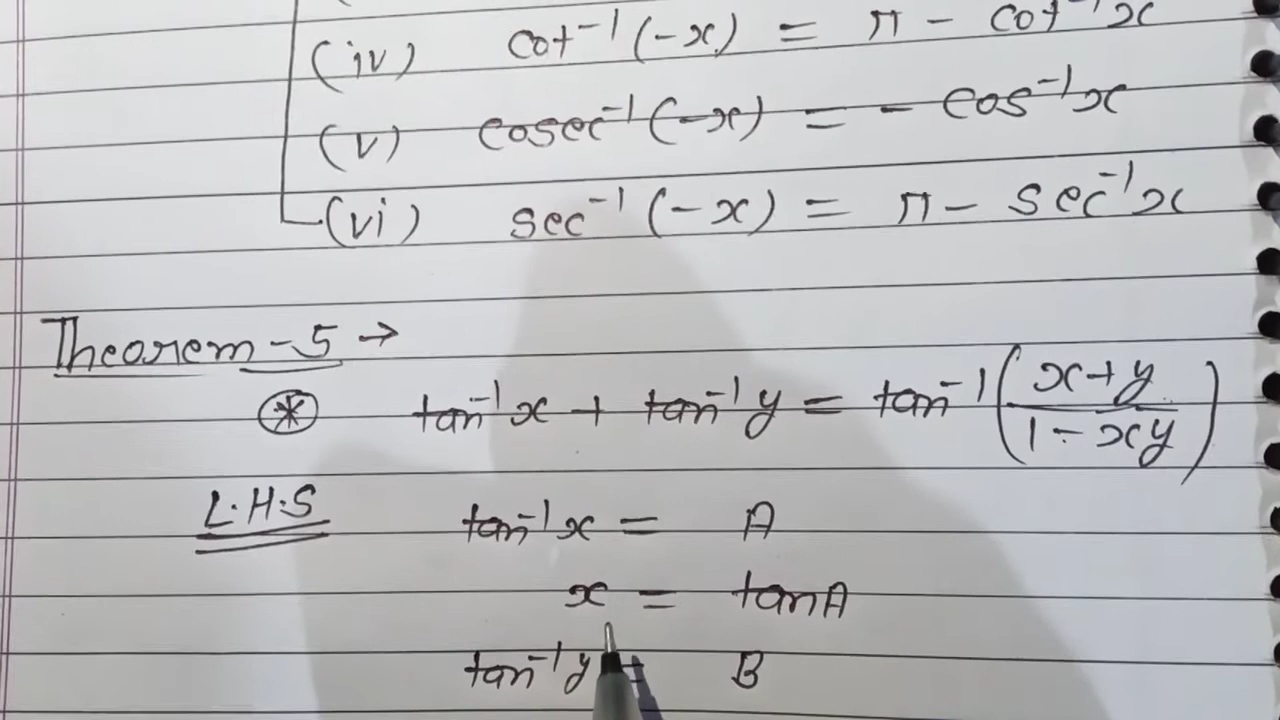 (iv) cot⁻¹(-x) = π - cot⁻¹x
(v) cosec⁻¹(-x) = - cos⁻¹x
(vi) sec⁻¹(-x) = π - sec⁻¹x
Theorem-5 →
⊛ tan⁻¹x + tan⁻¹y = tan⁻¹((x+y)/(1-xy))
L.H.S tan⁻¹x = A
x = tanA
tan⁻¹y = B